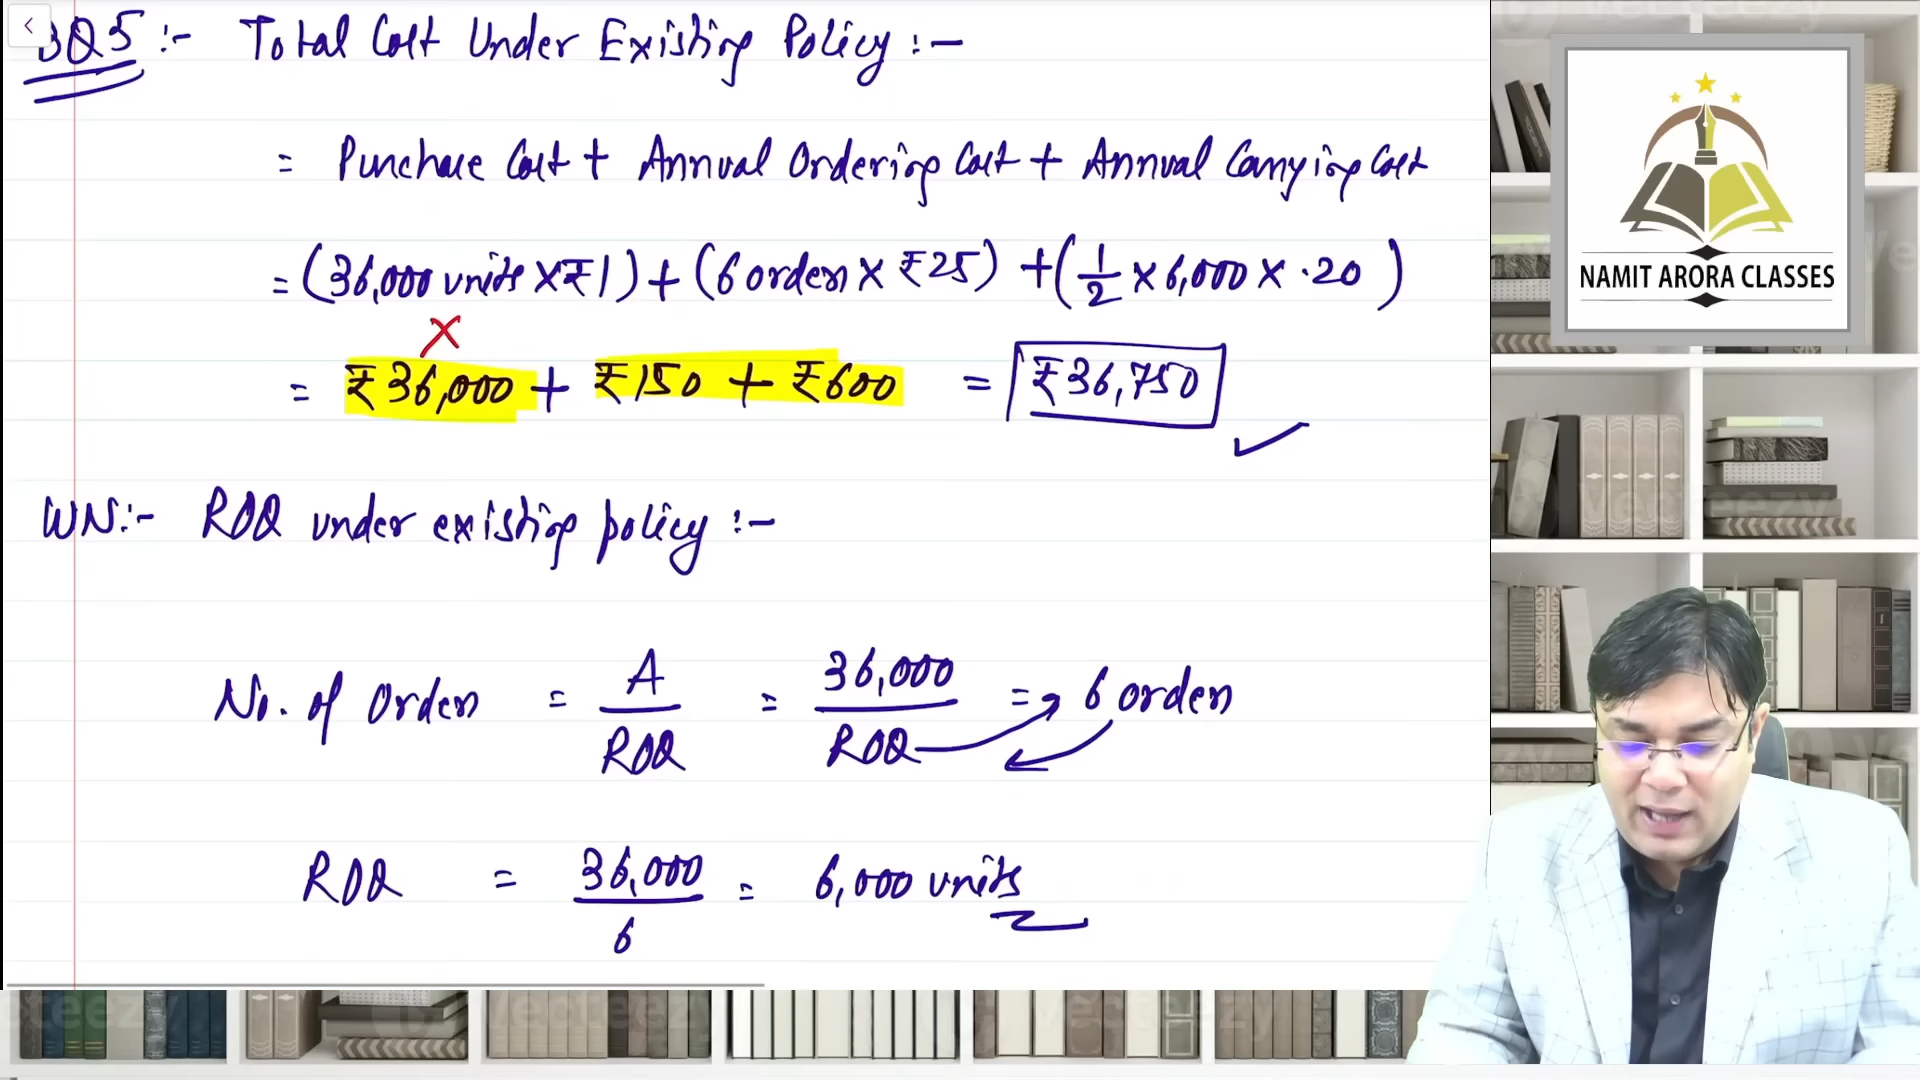 BQ5 :- Total Cost Under Existing Policy :-
= Purchase Cost + Annual Ordering Cost + Annual Carrying Cost
= (36,000 units × ₹1) + (6 orders × ₹25) + (1/2 × 6,000 × .20)
×
= ₹36,000 + ₹150 + ₹600 = ₹36,750
WN:- ROQ under existing policy :-
No. of Orders = A/ROQ = 36,000/ROQ = 6 orders
ROQ = 36,000/6 = 6,000 units
NAMIT ARORA CLASSES